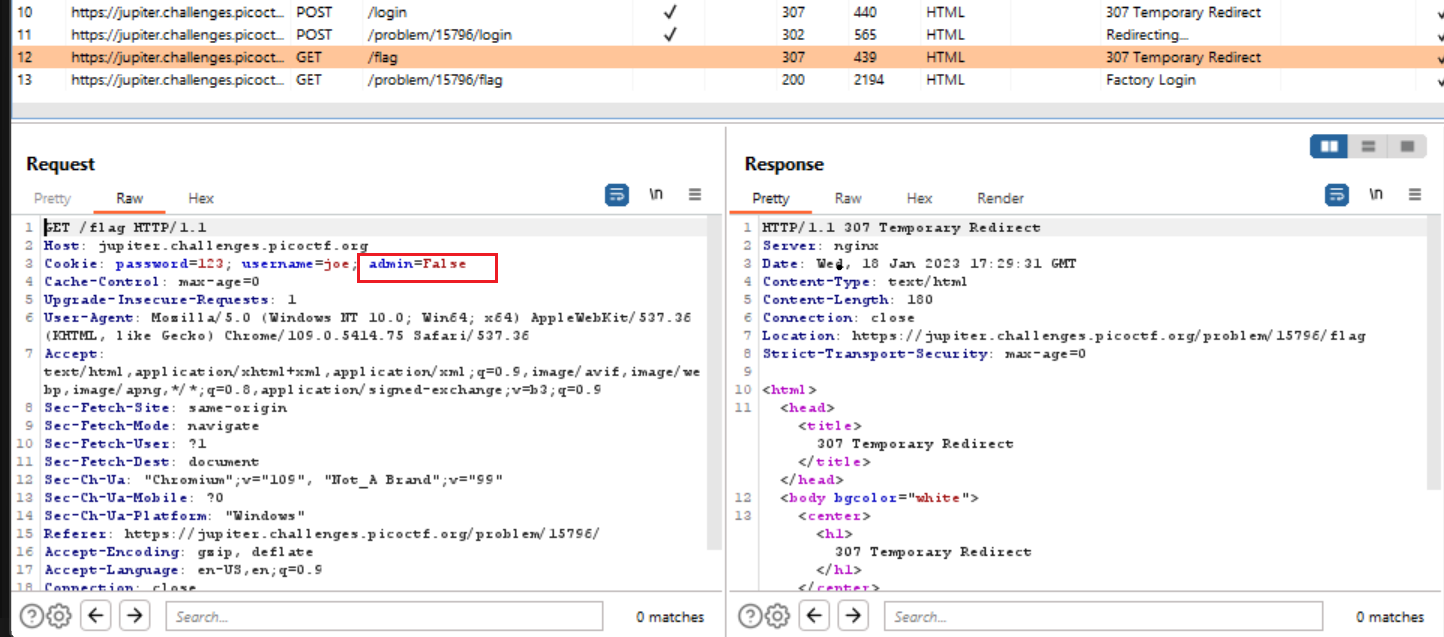 10 https://jupiter.challenges.picoct... POST /login ✓ 307 440 HTML 307 Temporary Redirect
11 https://jupiter.challenges.picoct... POST /problem/15796/login ✓ 302 565 HTML Redirecting...
12 https://jupiter.challenges.picoct... GET /flag 307 439 HTML 307 Temporary Redirect
13 https://jupiter.challenges.picoct... GET /problem/15796/flag 200 2194 HTML Factory Login
Request
Pretty Raw Hex \n
1 GET /flag HTTP/1.1
2 Host: jupiter.challenges.picoctf.org
3 Cookie: password=123; username=joe; admin=False
4 Cache-Control: max-age=0
5 Upgrade-Insecure-Requests: 1
6 User-Agent: Mozilla/5.0 (Windows NT 10.0; Win64; x64) AppleWebKit/537.36
(KHTML, like Gecko) Chrome/109.0.5414.75 Safari/537.36
7 Accept:
text/html,application/xhtml+xml,application/xml;q=0.9,image/avif,image/we
bp,image/apng,*/*;q=0.8,application/signed-exchange;v=b3;q=0.9
8 Sec-Fetch-Site: same-origin
9 Sec-Fetch-Mode: navigate
10 Sec-Fetch-User: ?1
11 Sec-Fetch-Dest: document
12 Sec-Ch-Ua: "Chromium";v="109", "Not_A Brand";v="99"
13 Sec-Ch-Ua-Mobile: ?0
14 Sec-Ch-Ua-Platform: "Windows"
15 Referer: https://jupiter.challenges.picoctf.org/problem/15796/
16 Accept-Encoding: gzip, deflate
17 Accept-Language: en-US,en;q=0.9
18 Connection: close
Search... 0 matches
Response
Pretty Raw Hex Render \n
1 HTTP/1.1 307 Temporary Redirect
2 Server: nginx
3 Date: Wed, 18 Jan 2023 17:29:31 GMT
4 Content-Type: text/html
5 Content-Length: 180
6 Connection: close
7 Location: https://jupiter.challenges.picoctf.org/problem/15796/flag
8 Strict-Transport-Security: max-age=0
9
10 <html>
11 <head>
<title>
307 Temporary Redirect
</title>
</head>
12 <body bgcolor="white">
13 <center>
<h1>
307 Temporary Redirect
</h1>
</center>
Search... 0 matches